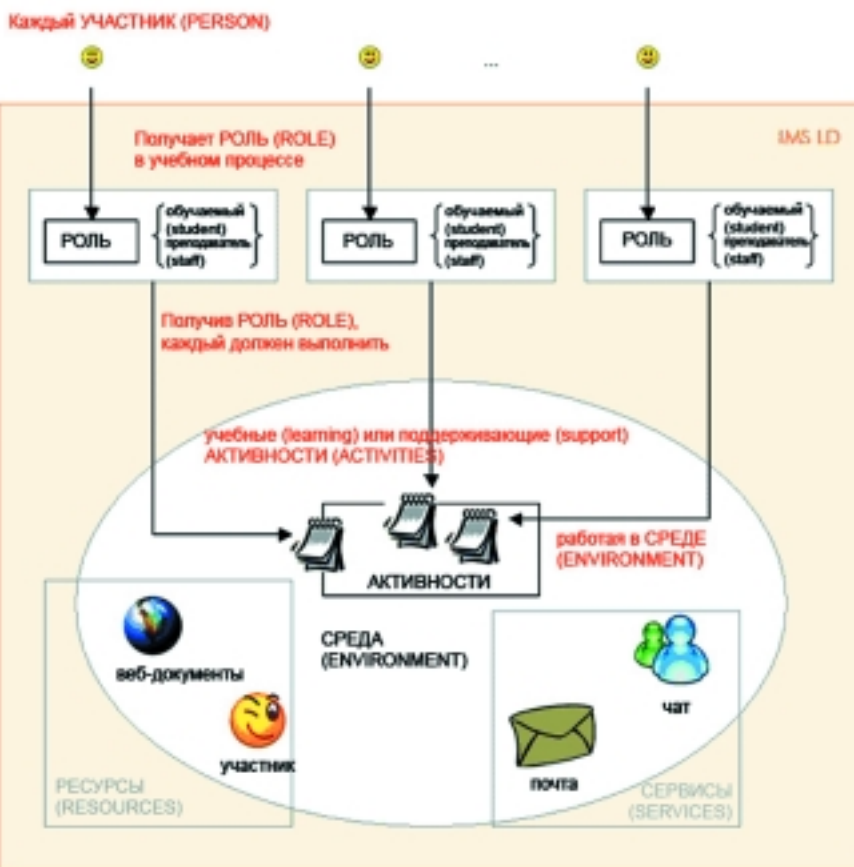 Каждый УЧАСТНИК (PERSON)
...
Получает РОЛЬ (ROLE)
в учебном процессе
IMS LD
РОЛЬ
обучаемый
(student)
преподаватель
(staff)
РОЛЬ
обучаемый
(student)
преподаватель
(staff)
РОЛЬ
обучаемый
(student)
преподаватель
(staff)
Получив РОЛЬ (ROLE),
каждый должен выполнить
учебные (learning) или поддерживающие (support)
АКТИВНОСТИ (ACTIVITIES)
работая в СРЕДЕ
(ENVIRONMENT)
АКТИВНОСТИ
СРЕДА
(ENVIRONMENT)
веб-документы
участник
РЕСУРСЫ
(RESOURCES)
чат
почта
СЕРВИСЫ
(SERVICES)